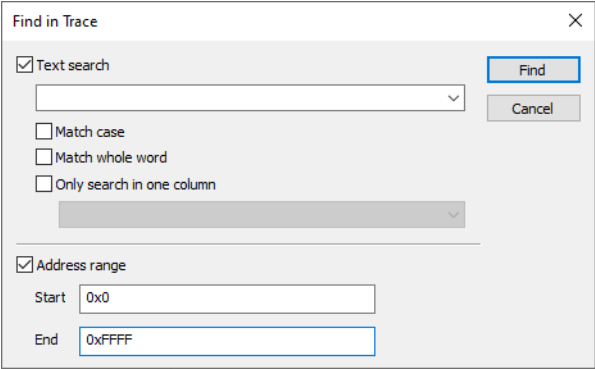 Find in Trace
Text search
Find
Cancel
Match case
Match whole word
Only search in one column
Address range
Start 0x0
End 0xFFFF